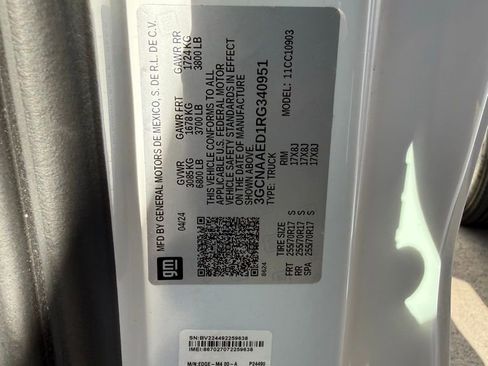 MFD BY GENERAL MOTORS DE MEXICO, S. DE R.L. DE C.V.
04/24 GVWR GAWR FRT GAWR RR
3085 KG 1678 KG 1724 KG
6800 LB 3700 LB 3800 LB
THIS VEHICLE CONFORMS TO ALL
APPLICABLE U.S. FEDERAL MOTOR
VEHICLE SAFETY STANDARDS IN EFFECT
ON THE DATE OF MANUFACTURE
SHOWN ABOVE.
3GCNAAED1RG340951
TYPE: TRUCK MODEL: 11CC10903
TIRE SIZE RIM
FRT 255/70R17 S 17X8J
RR 255/70R17 S 17X8J
SPA 255/70R17 S 17X8J
gm
SN:BV224492259638
IMEI:867027072259638
M/N:EDGE-M4 00-A P24490